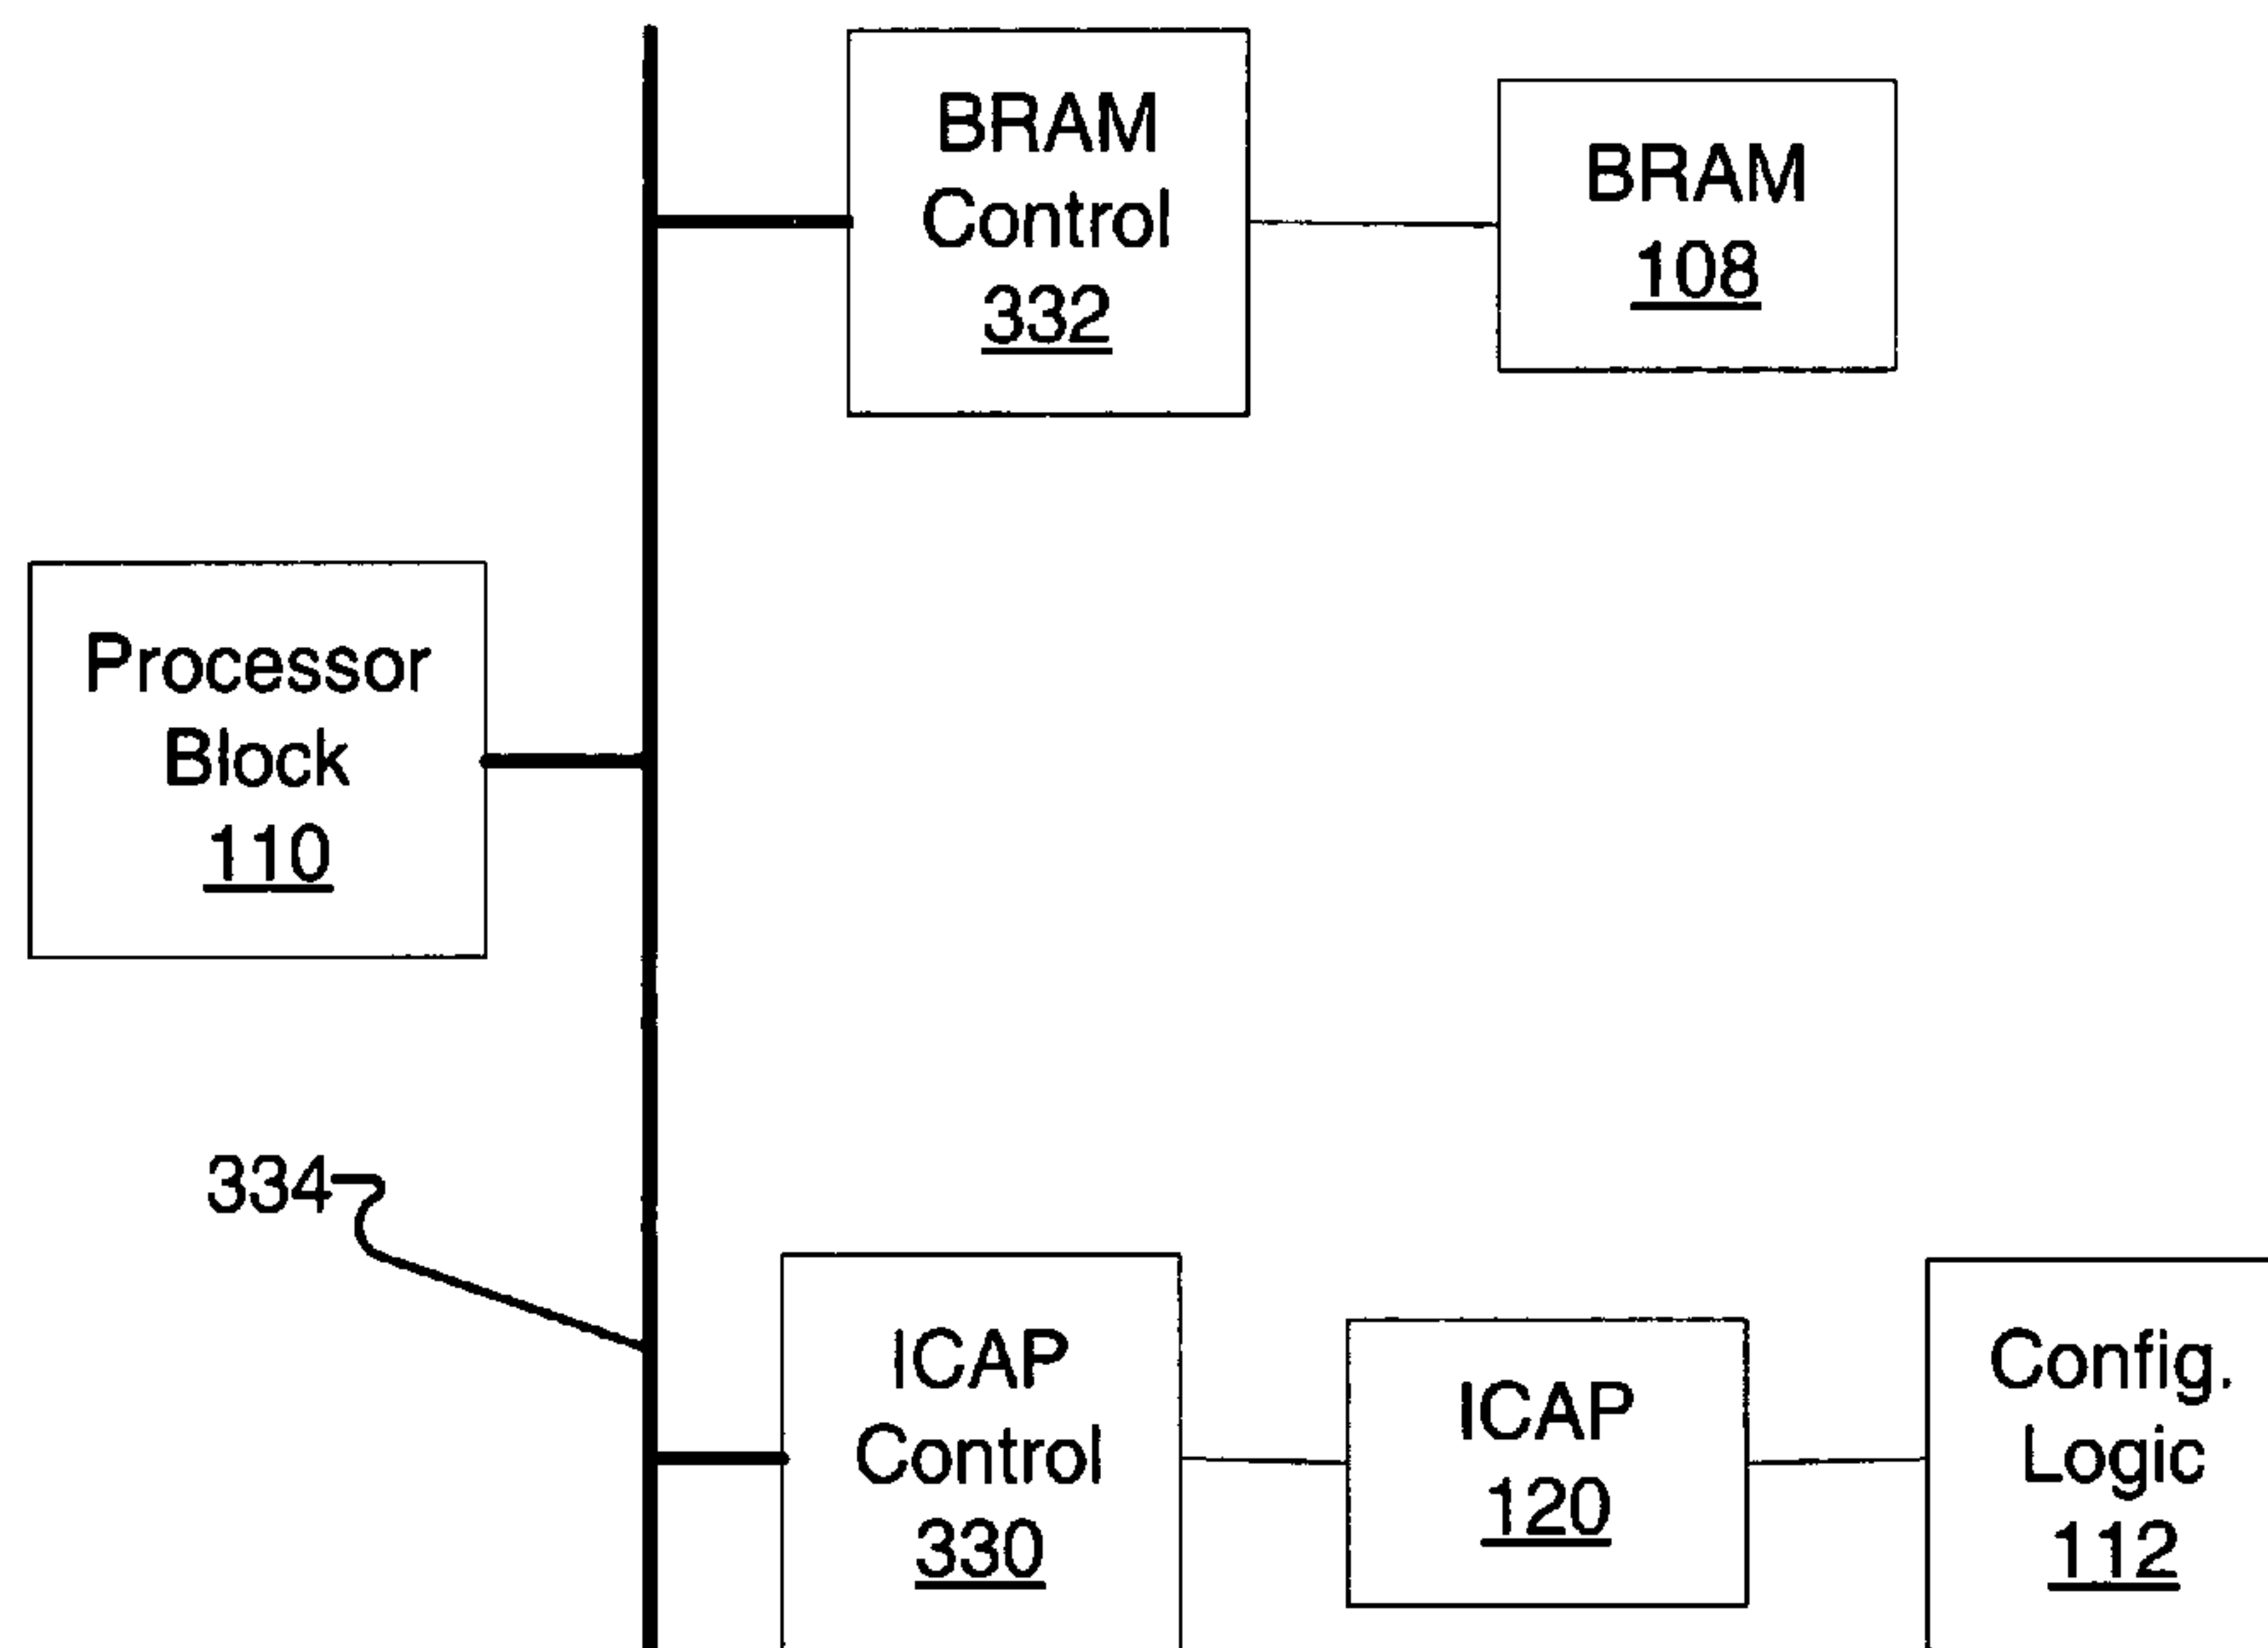 BRAM
Control
332
BRAM
108
Processor
Block
110
334
ICAP
Control
330
ICAP
120
Config.
Logic
112